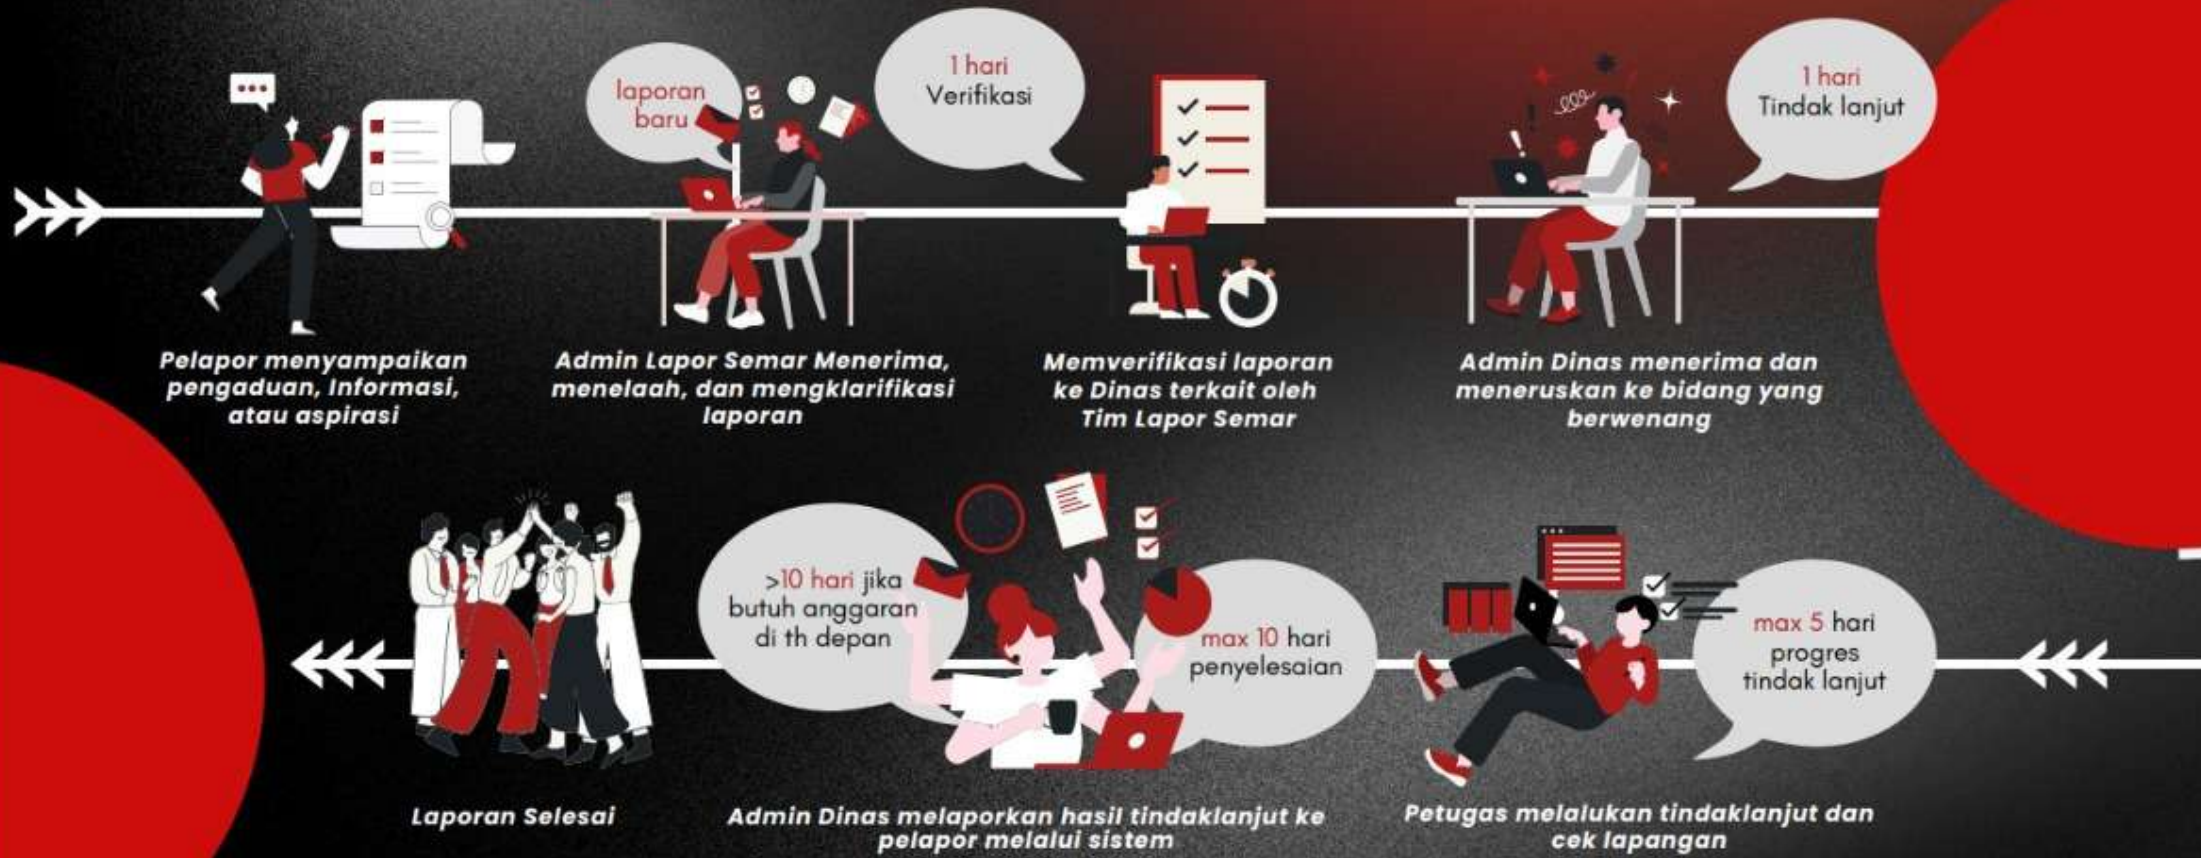 laporan
baru
1 hari
Verifikasi
1 hari
Tindak lanjut
Pelapor menyampaikan
pengaduan, Informasi,
atau aspirasi
Admin Lapor Semar Menerima,
menelaah, dan mengklarifikasi
laporan
Memverifikasi laporan
ke Dinas terkait oleh
Tim Lapor Semar
Admin Dinas menerima dan
meneruskan ke bidang yang
berwenang
max 5 hari
progres
tindak lanjut
max 10 hari
penyelesaian
>10 hari jika
butuh anggaran
di th depan
Petugas melalukan tindaklanjut dan
cek lapangan
Admin Dinas melaporkan hasil tindaklanjut ke
pelapor melalui sistem
Laporan Selesai